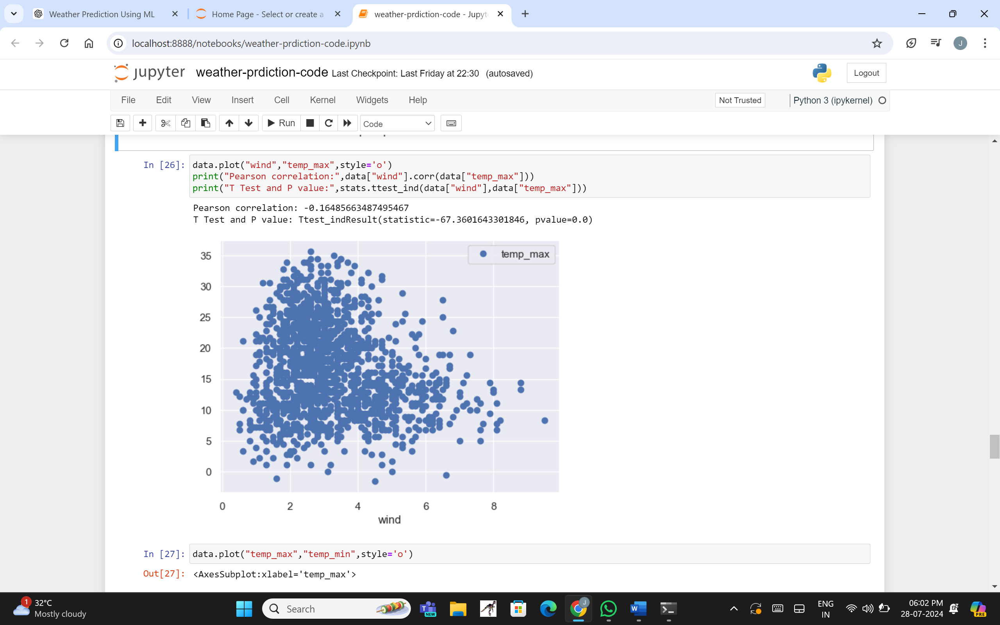 Weather Prediction Using ML
Home Page - Select or create a
weather-prdiction-code - Jupyt
localhost:8888/notebooks/weather-prdiction-code.ipynb
J
jupyter weather-prdiction-code Last Checkpoint: Last Friday at 22:30 (autosaved)
Logout
File Edit View Insert Cell Kernel Widgets Help
Not Trusted
Python 3 (ipykernel)
Run
Code
In [26]:
data.plot("wind","temp_max",style='o')
print("Pearson correlation:",data["wind"].corr(data["temp_max"]))
print("T Test and P value:",stats.ttest_ind(data["wind"],data["temp_max"]))
Pearson correlation: -0.16485663487495467
T Test and P value: Ttest_indResult(statistic=-67.3601643301846, pvalue=0.0)
temp_max
35
30
25
20
15
10
5
0
0 2 4 6 8
wind
In [27]:
data.plot("temp_max","temp_min",style='o')
Out[27]:
<AxesSubplot:xlabel='temp_max'>
1
32°C
Mostly cloudy
Search
T
NEW
J
W
ENG
IN
06:02 PM
28-07-2024
PRE